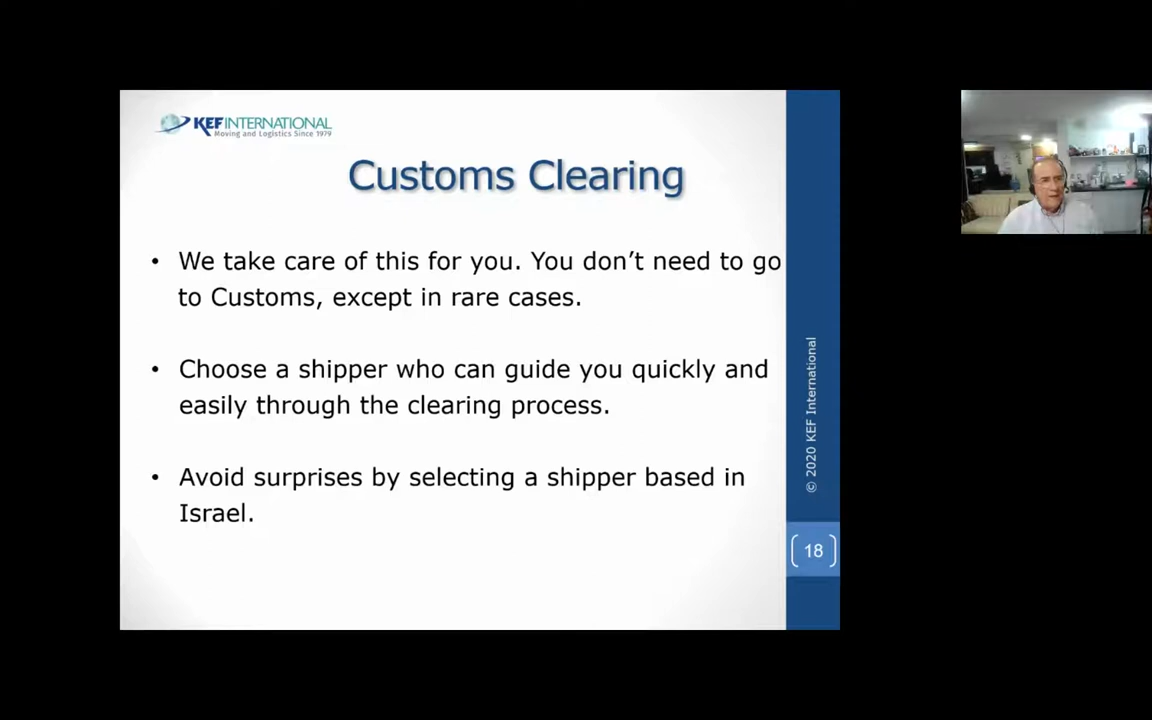 KEF INTERNATIONAL
Moving and Logistics Since 1979
Customs Clearing
• We take care of this for you. You don’t need to go
to Customs, except in rare cases.
• Choose a shipper who can guide you quickly and
easily through the clearing process.
• Avoid surprises by selecting a shipper based in
Israel.
© 2020 KEF International
18